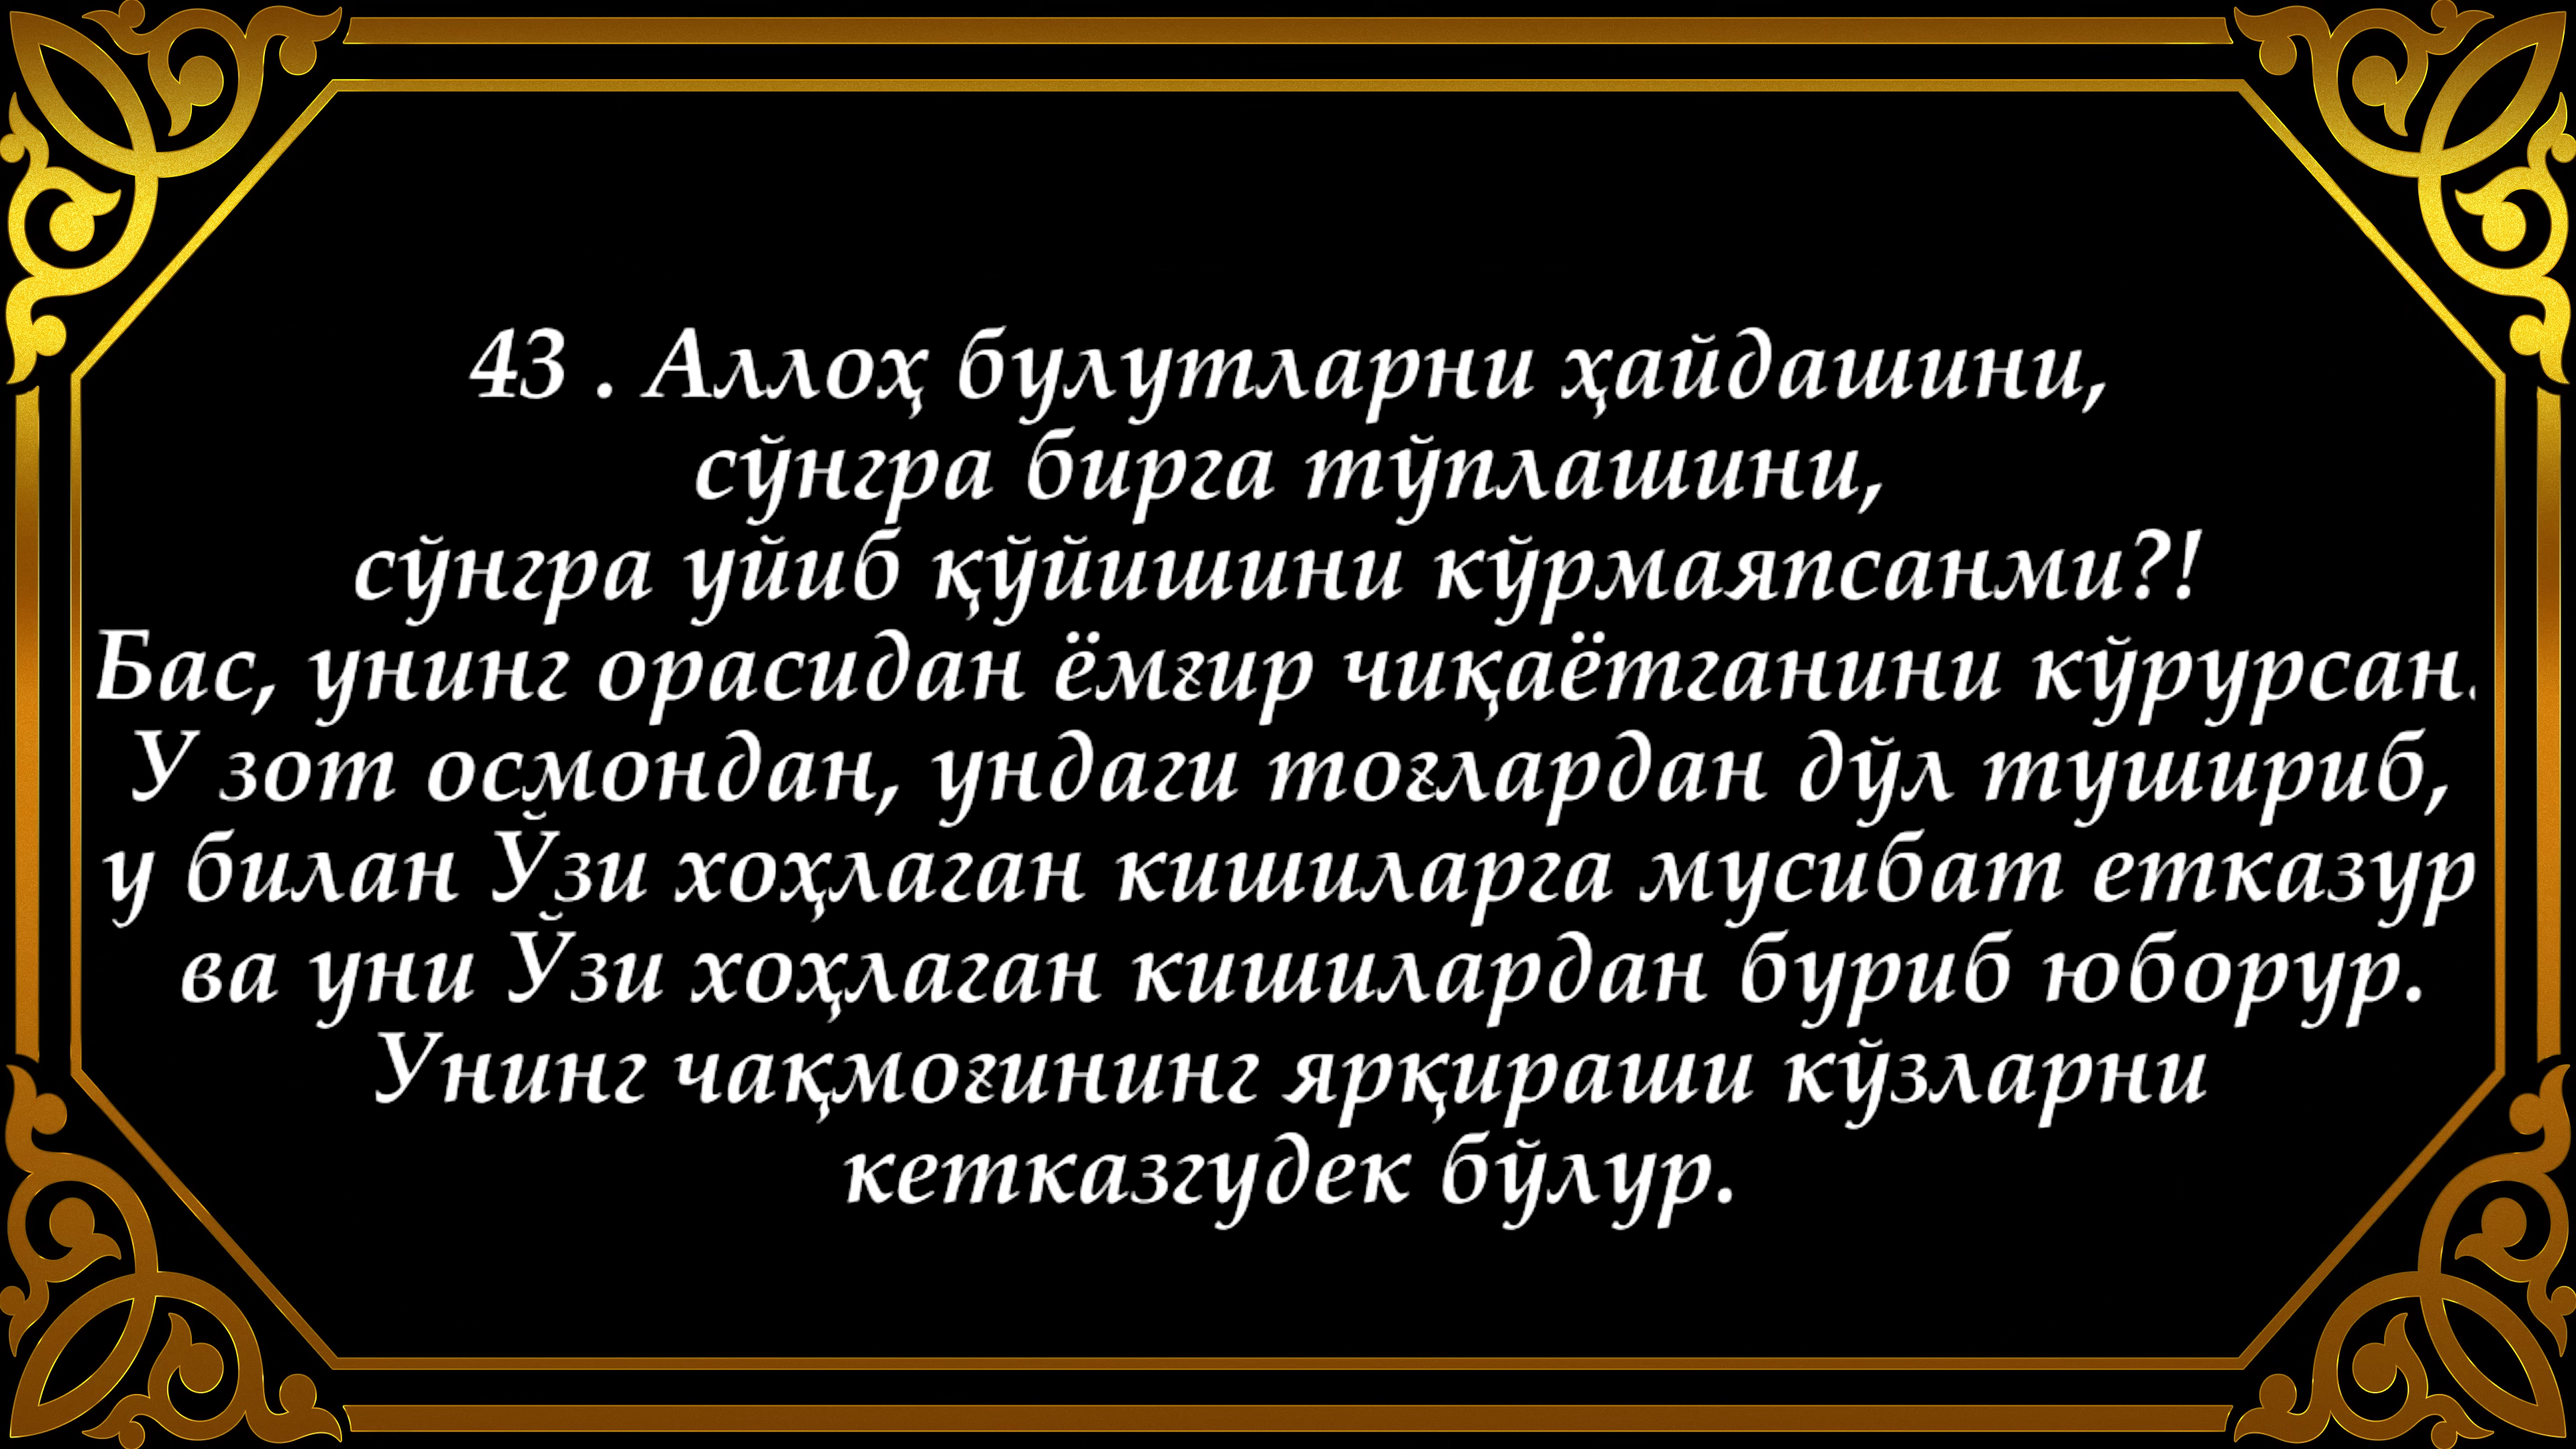 43 . Аллоҳ булутларни ҳайдашини,
сўнгра бирга тўплашини,
сўнгра уйиб қўйишини кўрмаяпсанми?!
Бас, унинг орасидан ёмғир чиқаётганини кўрурсан.
У зот осмондан, ундаги тоғлардан дўл тушириб,
у билан Ўзи хоҳлаган кишиларга мусибат етказур
ва уни Ўзи хоҳлаган кишилардан буриб юборур.
Унинг чақмоғининг ярқираши кўзларни
кетказгудек бўлур.